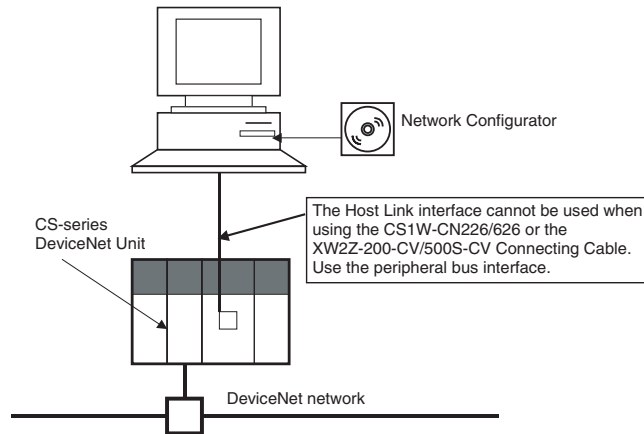 Network Configurator
CS-series
DeviceNet Unit
The Host Link interface cannot be used when
using the CS1W-CN226/626 or the
XW2Z-200-CV/500S-CV Connecting Cable.
Use the peripheral bus interface.
DeviceNet network